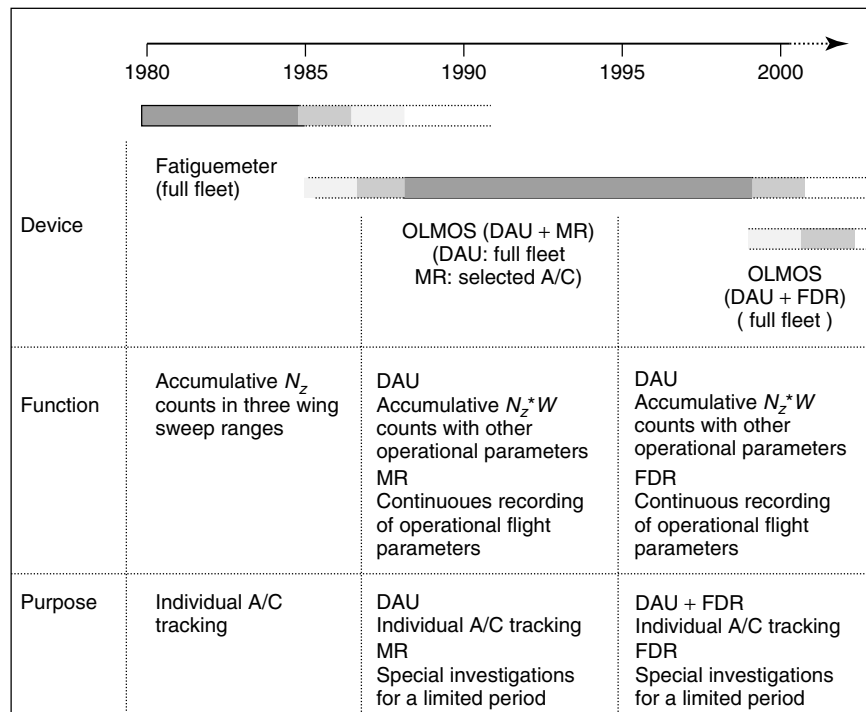 1980 1985 1990 1995 2000
Device
Fatiguemeter
(full fleet)
OLMOS (DAU + MR)
(DAU: full fleet
MR: selected A/C)
OLMOS
(DAU + FDR)
( full fleet )
Function
Accumulative Nz
counts in three wing
sweep ranges
DAU
Accumulative Nz*W
counts with other
operational parameters
MR
Continuoues recording
of operational flight
parameters
DAU
Accumulative Nz*W
counts with other
operational parameters
FDR
Continuous recording
of operational flight
parameters
Purpose
Individual A/C
tracking
DAU
Individual A/C tracking
MR
Special investigations
for a limited period
DAU + FDR
Individual A/C tracking
FDR
Special investigations
for a limited period